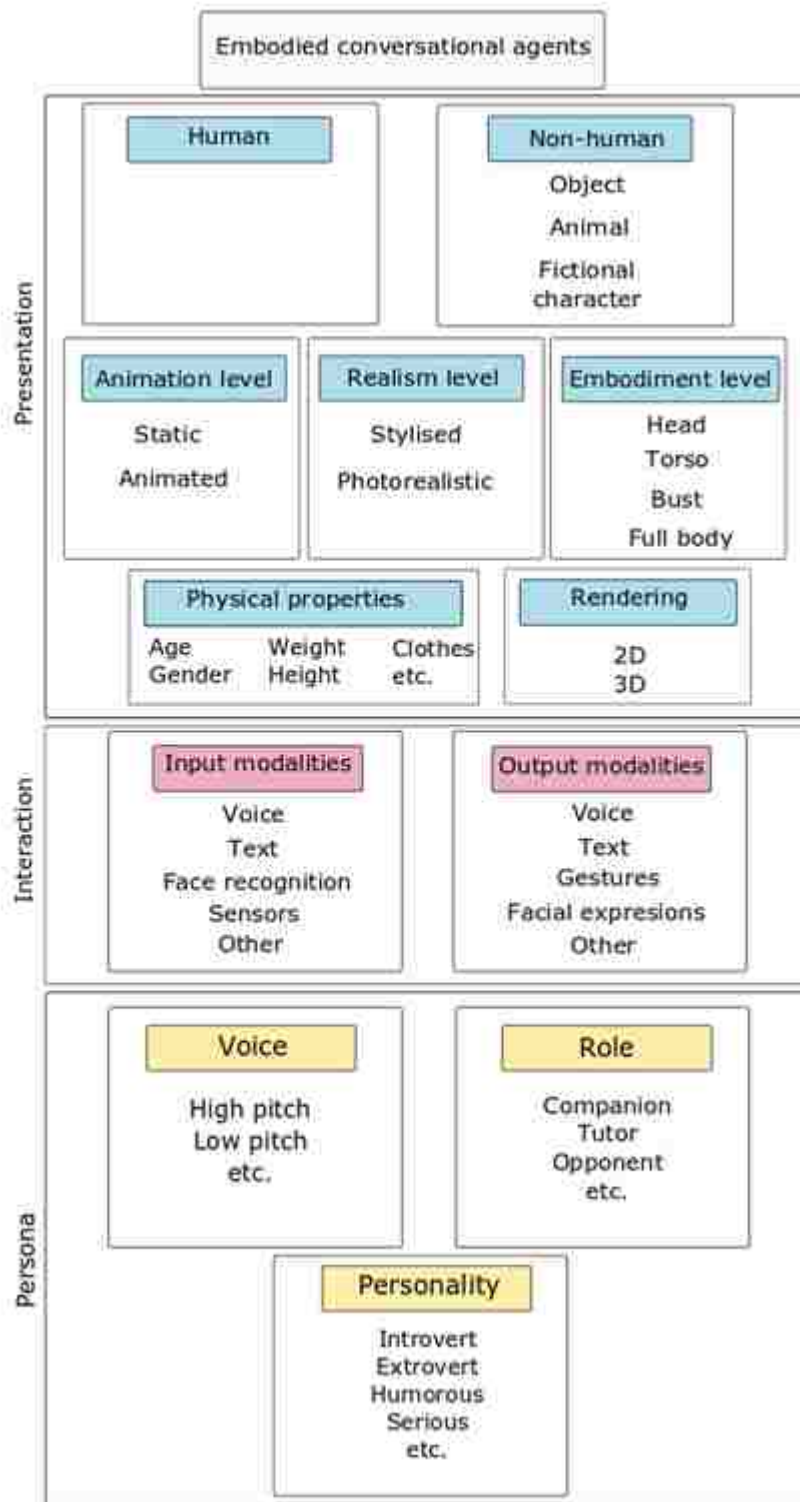 Embodied conversational agents
Presentation
Human
Non-human
Object
Animal
Fictional
character
Animation level
Static
Animated
Realism level
Stylised
Photorealistic
Embodiment level
Head
Torso
Bust
Full body
Physical properties
Age Weight Clothes
Gender Height etc.
Rendering
2D
3D
Interaction
Input modalities
Voice
Text
Face recognition
Sensors
Other
Output modalities
Voice
Text
Gestures
Facial expresions
Other
Persona
Voice
High pitch
Low pitch
etc.
Role
Companion
Tutor
Opponent
etc.
Personality
Introvert
Extrovert
Humorous
Serious
etc.